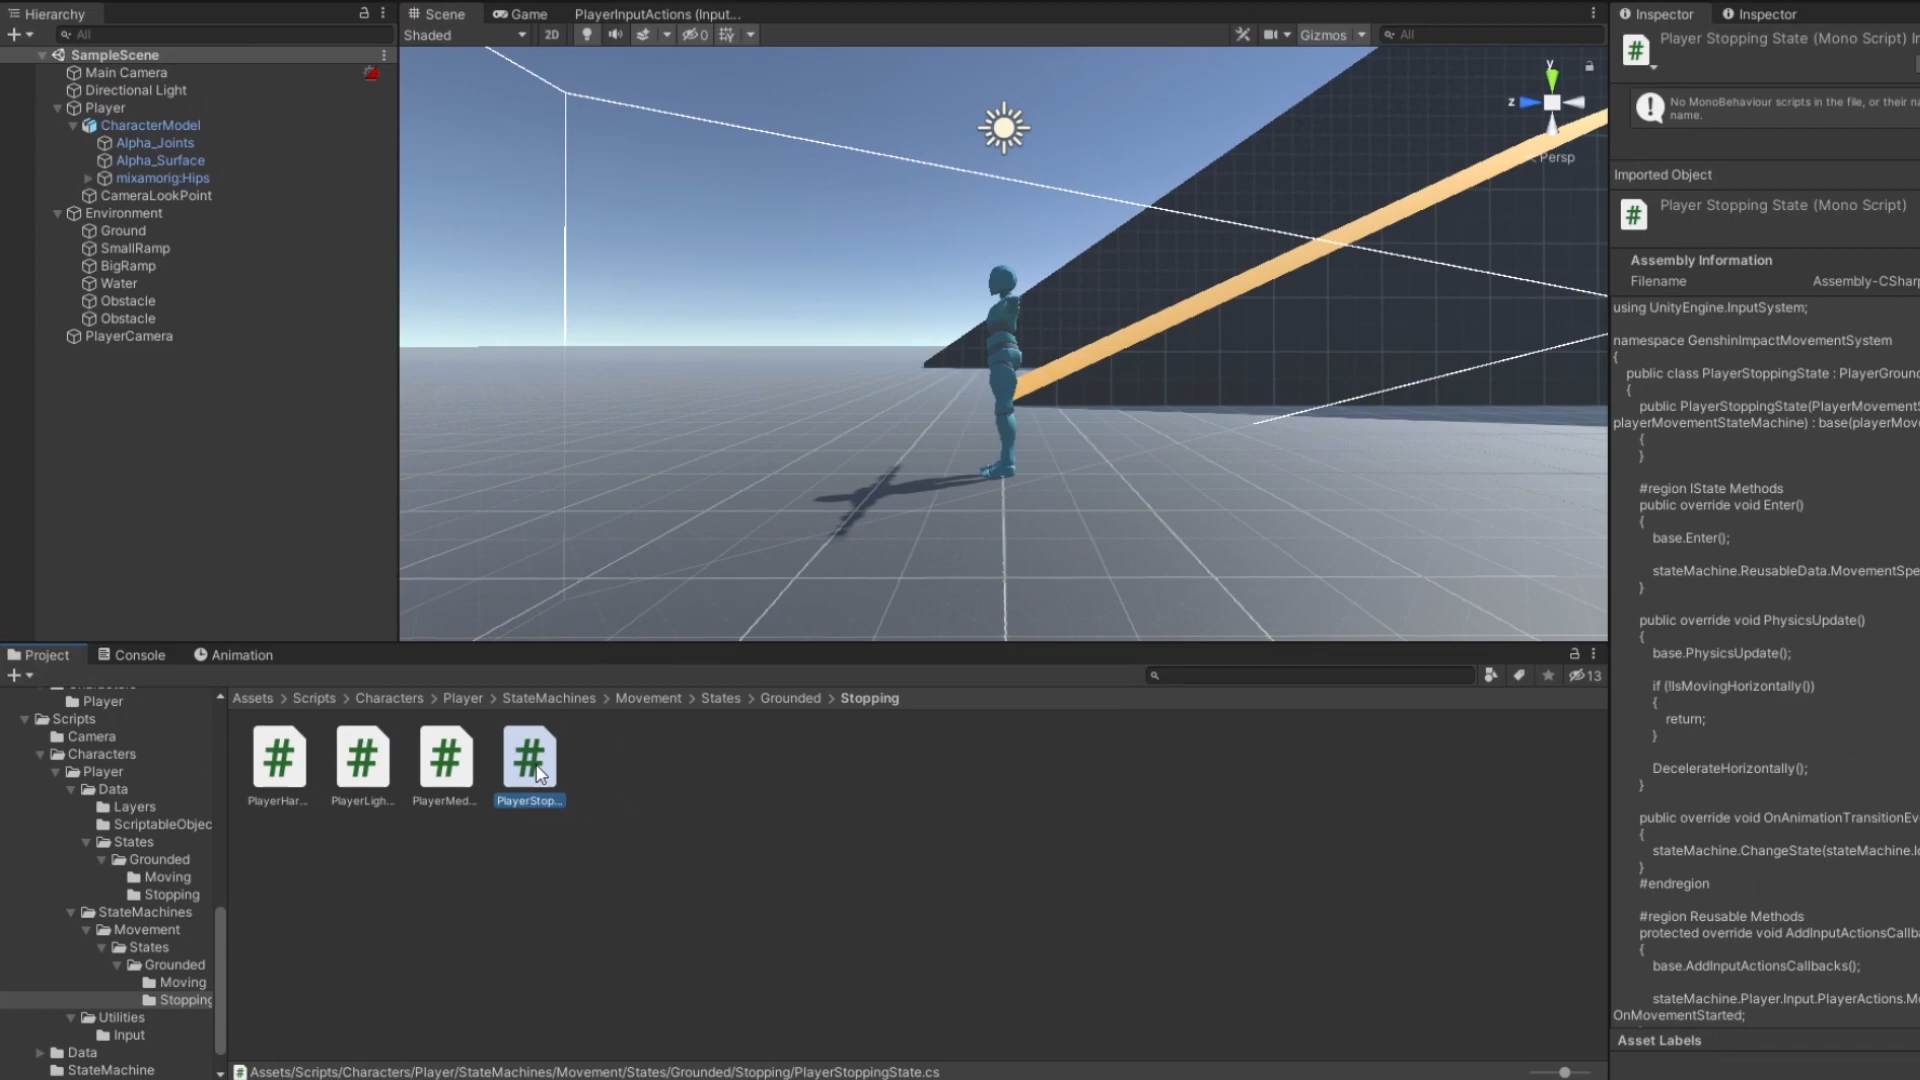 Hierarchy
All
SampleScene
Main Camera
Directional Light
Player
CharacterModel
Alpha_Joints
Alpha_Surface
mixamorig:Hips
CameraLookPoint
Environment
Ground
SmallRamp
BigRamp
Water
Obstacle
Obstacle
PlayerCamera
Scene
Game
PlayerInputActions (Input...
Shaded
2D
0
Gizmos
All
y
z
Persp
Inspector
Inspector
Player Stopping State (Mono Script) I
No MonoBehaviour scripts in the file, or their na
name.
Imported Object
Player Stopping State (Mono Script)
Assembly Information
Filename Assembly-CSharp
using UnityEngine.InputSystem;
namespace GenshinImpactMovementSystem
{
public class PlayerStoppingState : PlayerGround
{
public PlayerStoppingState(PlayerMovementS
playerMovementStateMachine) : base(playerMov
{
}
#region IState Methods
public override void Enter()
{
base.Enter();
stateMachine.ReusableData.MovementSpe
}
public override void PhysicsUpdate()
{
base.PhysicsUpdate();
if (!IsMovingHorizontally())
{
return;
}
DecelerateHorizontally();
}
public override void OnAnimationTransitionEv
{
stateMachine.ChangeState(stateMachine.Id
}
#endregion
#region Reusable Methods
protected override void AddInputActionsCallba
{
base.AddInputActionsCallbacks();
stateMachine.Player.Input.PlayerActions.M
OnMovementStarted;
Asset Labels
Project
Console
Animation
13
Player
Scripts
Camera
Characters
Player
Data
Layers
ScriptableObjec
States
Grounded
Moving
Stopping
StateMachines
Movement
States
Grounded
Moving
Stopping
Utilities
Input
Data
StateMachine
Assets > Scripts > Characters > Player > StateMachines > Movement > States > Grounded > Stopping
PlayerHar...
PlayerLigh...
PlayerMed...
PlayerStop...
Assets/Scripts/Characters/Player/StateMachines/Movement/States/Grounded/Stopping/PlayerStoppingState.cs